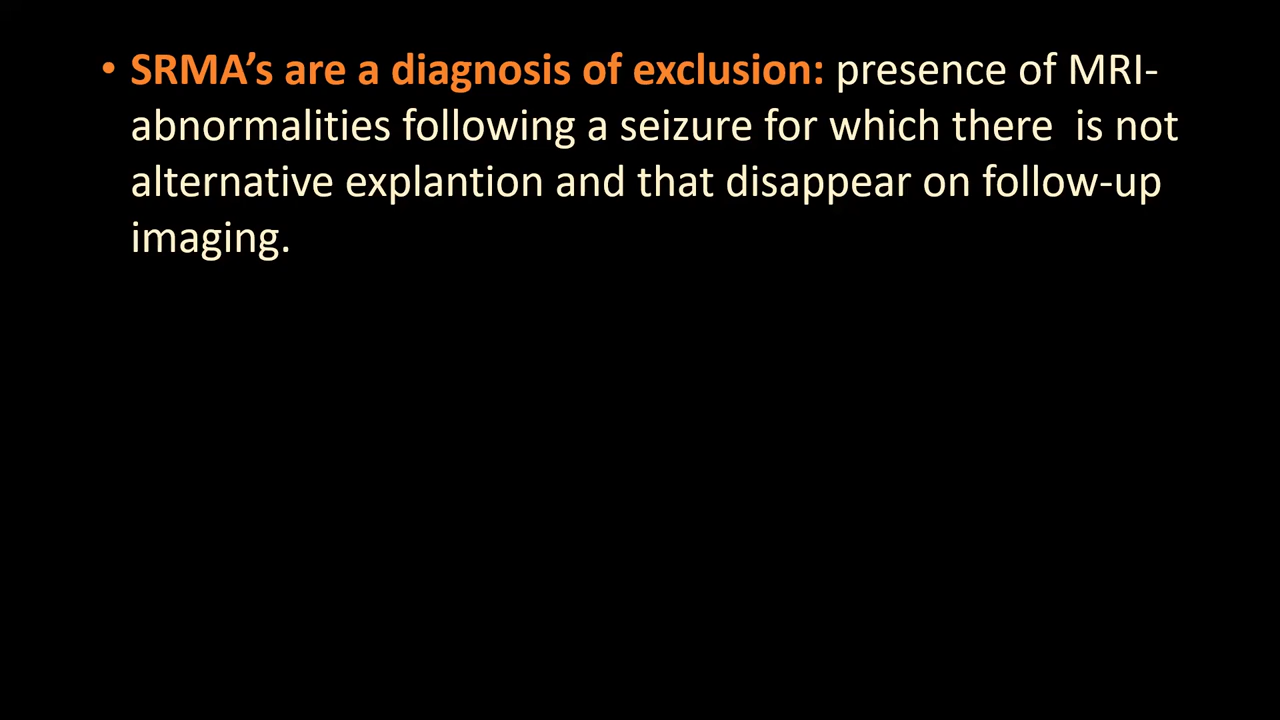 • SRMA’s are a diagnosis of exclusion: presence of MRI-
abnormalities following a seizure for which there  is not
alternative explantion and that disappear on follow-up
imaging.